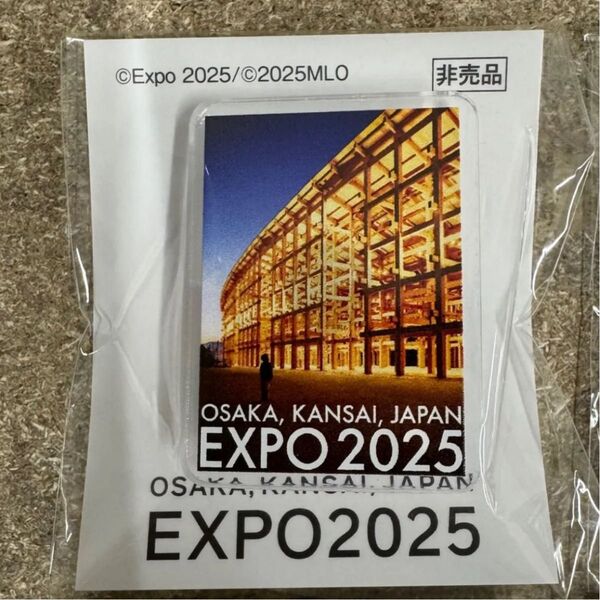 ©Expo 2025/©2025MLO
非売品
OSAKA, KANSAI, JAPAN
EXPO 2025
OSAKA, KANSAI, JAPAN
EXPO2025